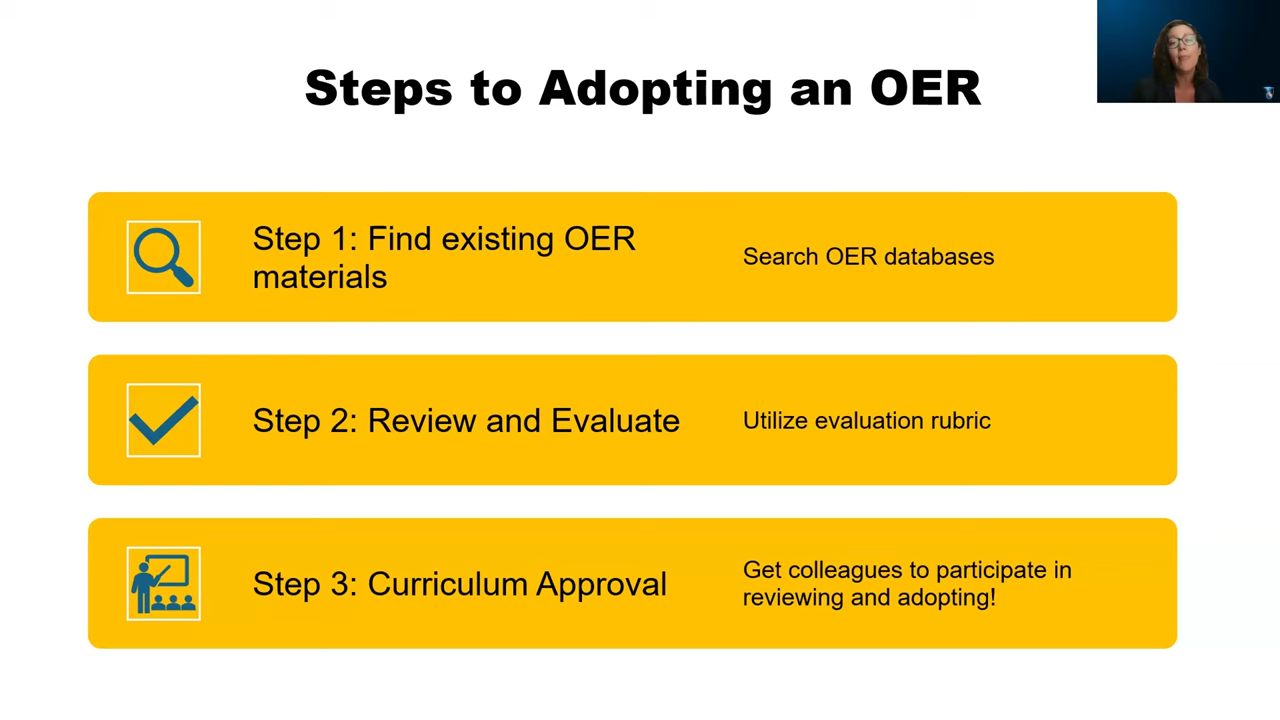 Steps to Adopting an OER
Step 1: Find existing OER
materials
Search OER databases
Step 2: Review and Evaluate
Utilize evaluation rubric
Step 3: Curriculum Approval
Get colleagues to participate in
reviewing and adopting!